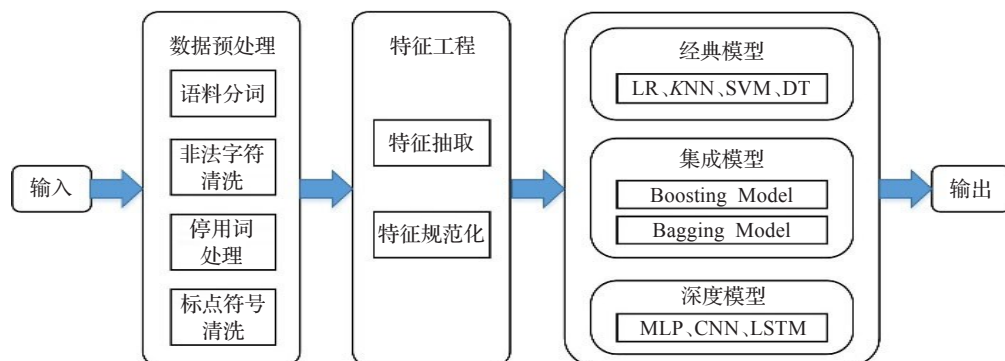 输入
数据预处理
语料分词
非法字符
清洗
停用词
处理
标点符号
清洗
特征工程
特征抽取
特征规范化
经典模型
LR、KNN、SVM、DT
集成模型
Boosting Model
Bagging Model
深度模型
MLP、CNN、LSTM
输出